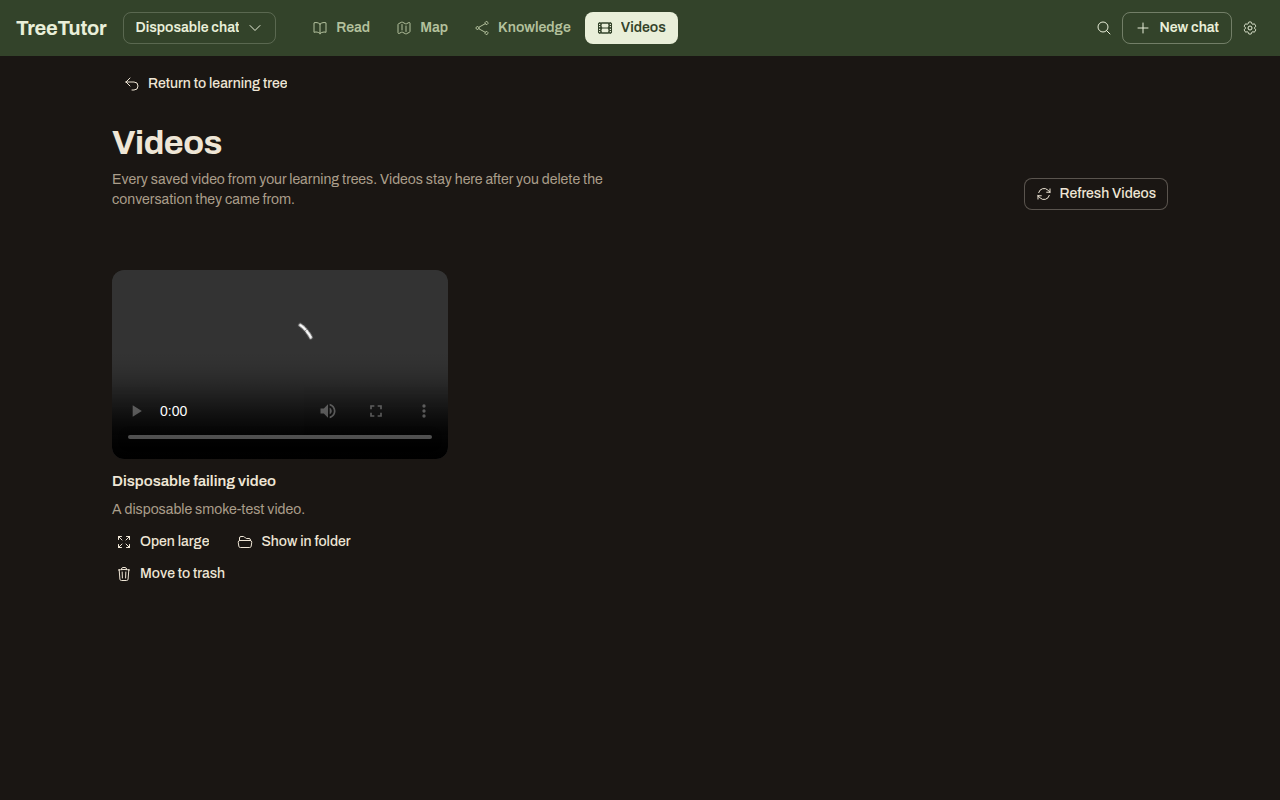 TreeTutor Disposable chat Read Map Knowledge Videos New chat
Return to learning tree
Videos
Every saved video from your learning trees. Videos stay here after you delete the
conversation they came from.
Refresh Videos
0:00
Disposable failing video
A disposable smoke-test video.
Open large Show in folder
Move to trash